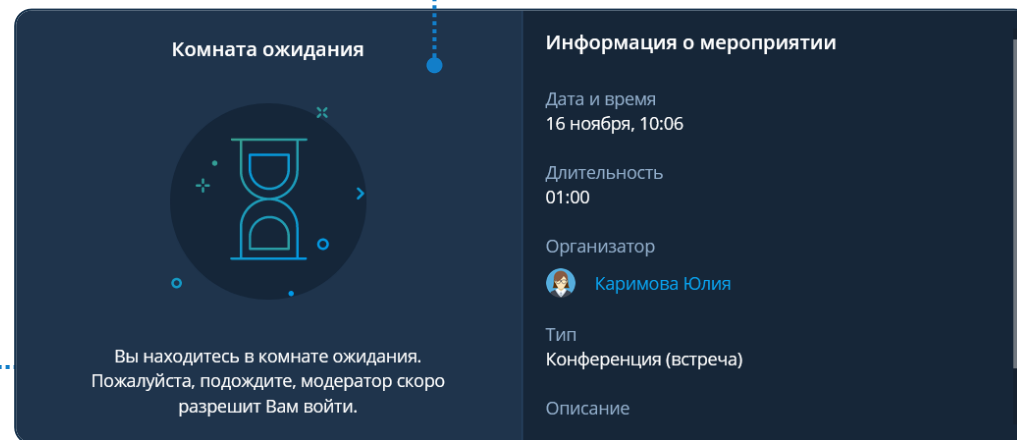 Комната ожидания
Вы находитесь в комнате ожидания.
Пожалуйста, подождите, модератор скоро
разрешит Вам войти.
Информация о мероприятии
Дата и время
16 ноября, 10:06
Длительность
01:00
Организатор
Каримова Юлия
Тип
Конференция (встреча)
Описание